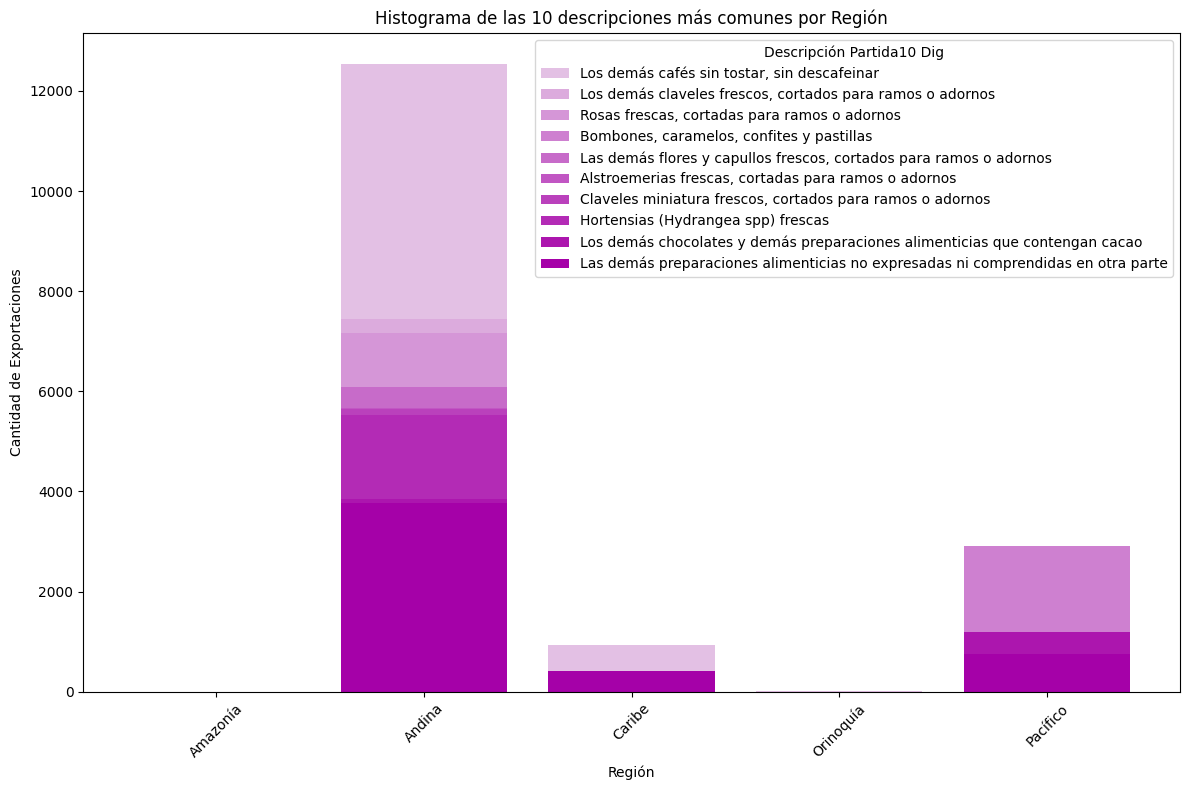 Histograma de las 10 descripciones más comunes por Región
Descripción Partida10 Dig
Los demás cafés sin tostar, sin descafeinar
Los demás claveles frescos, cortados para ramos o adornos
Rosas frescas, cortadas para ramos o adornos
Bombones, caramelos, confites y pastillas
Las demás flores y capullos frescos, cortados para ramos o adornos
Alstroemerias frescas, cortadas para ramos o adornos
Claveles miniatura frescos, cortados para ramos o adornos
Hortensias (Hydrangea spp) frescas
Los demás chocolates y demás preparaciones alimenticias que contengan cacao
Las demás preparaciones alimenticias no expresadas ni comprendidas en otra parte
Cantidad de Exportaciones
12000
10000
8000
6000
4000
2000
0
Amazonía
Andina
Caribe
Orinoquía
Pacífico
Región